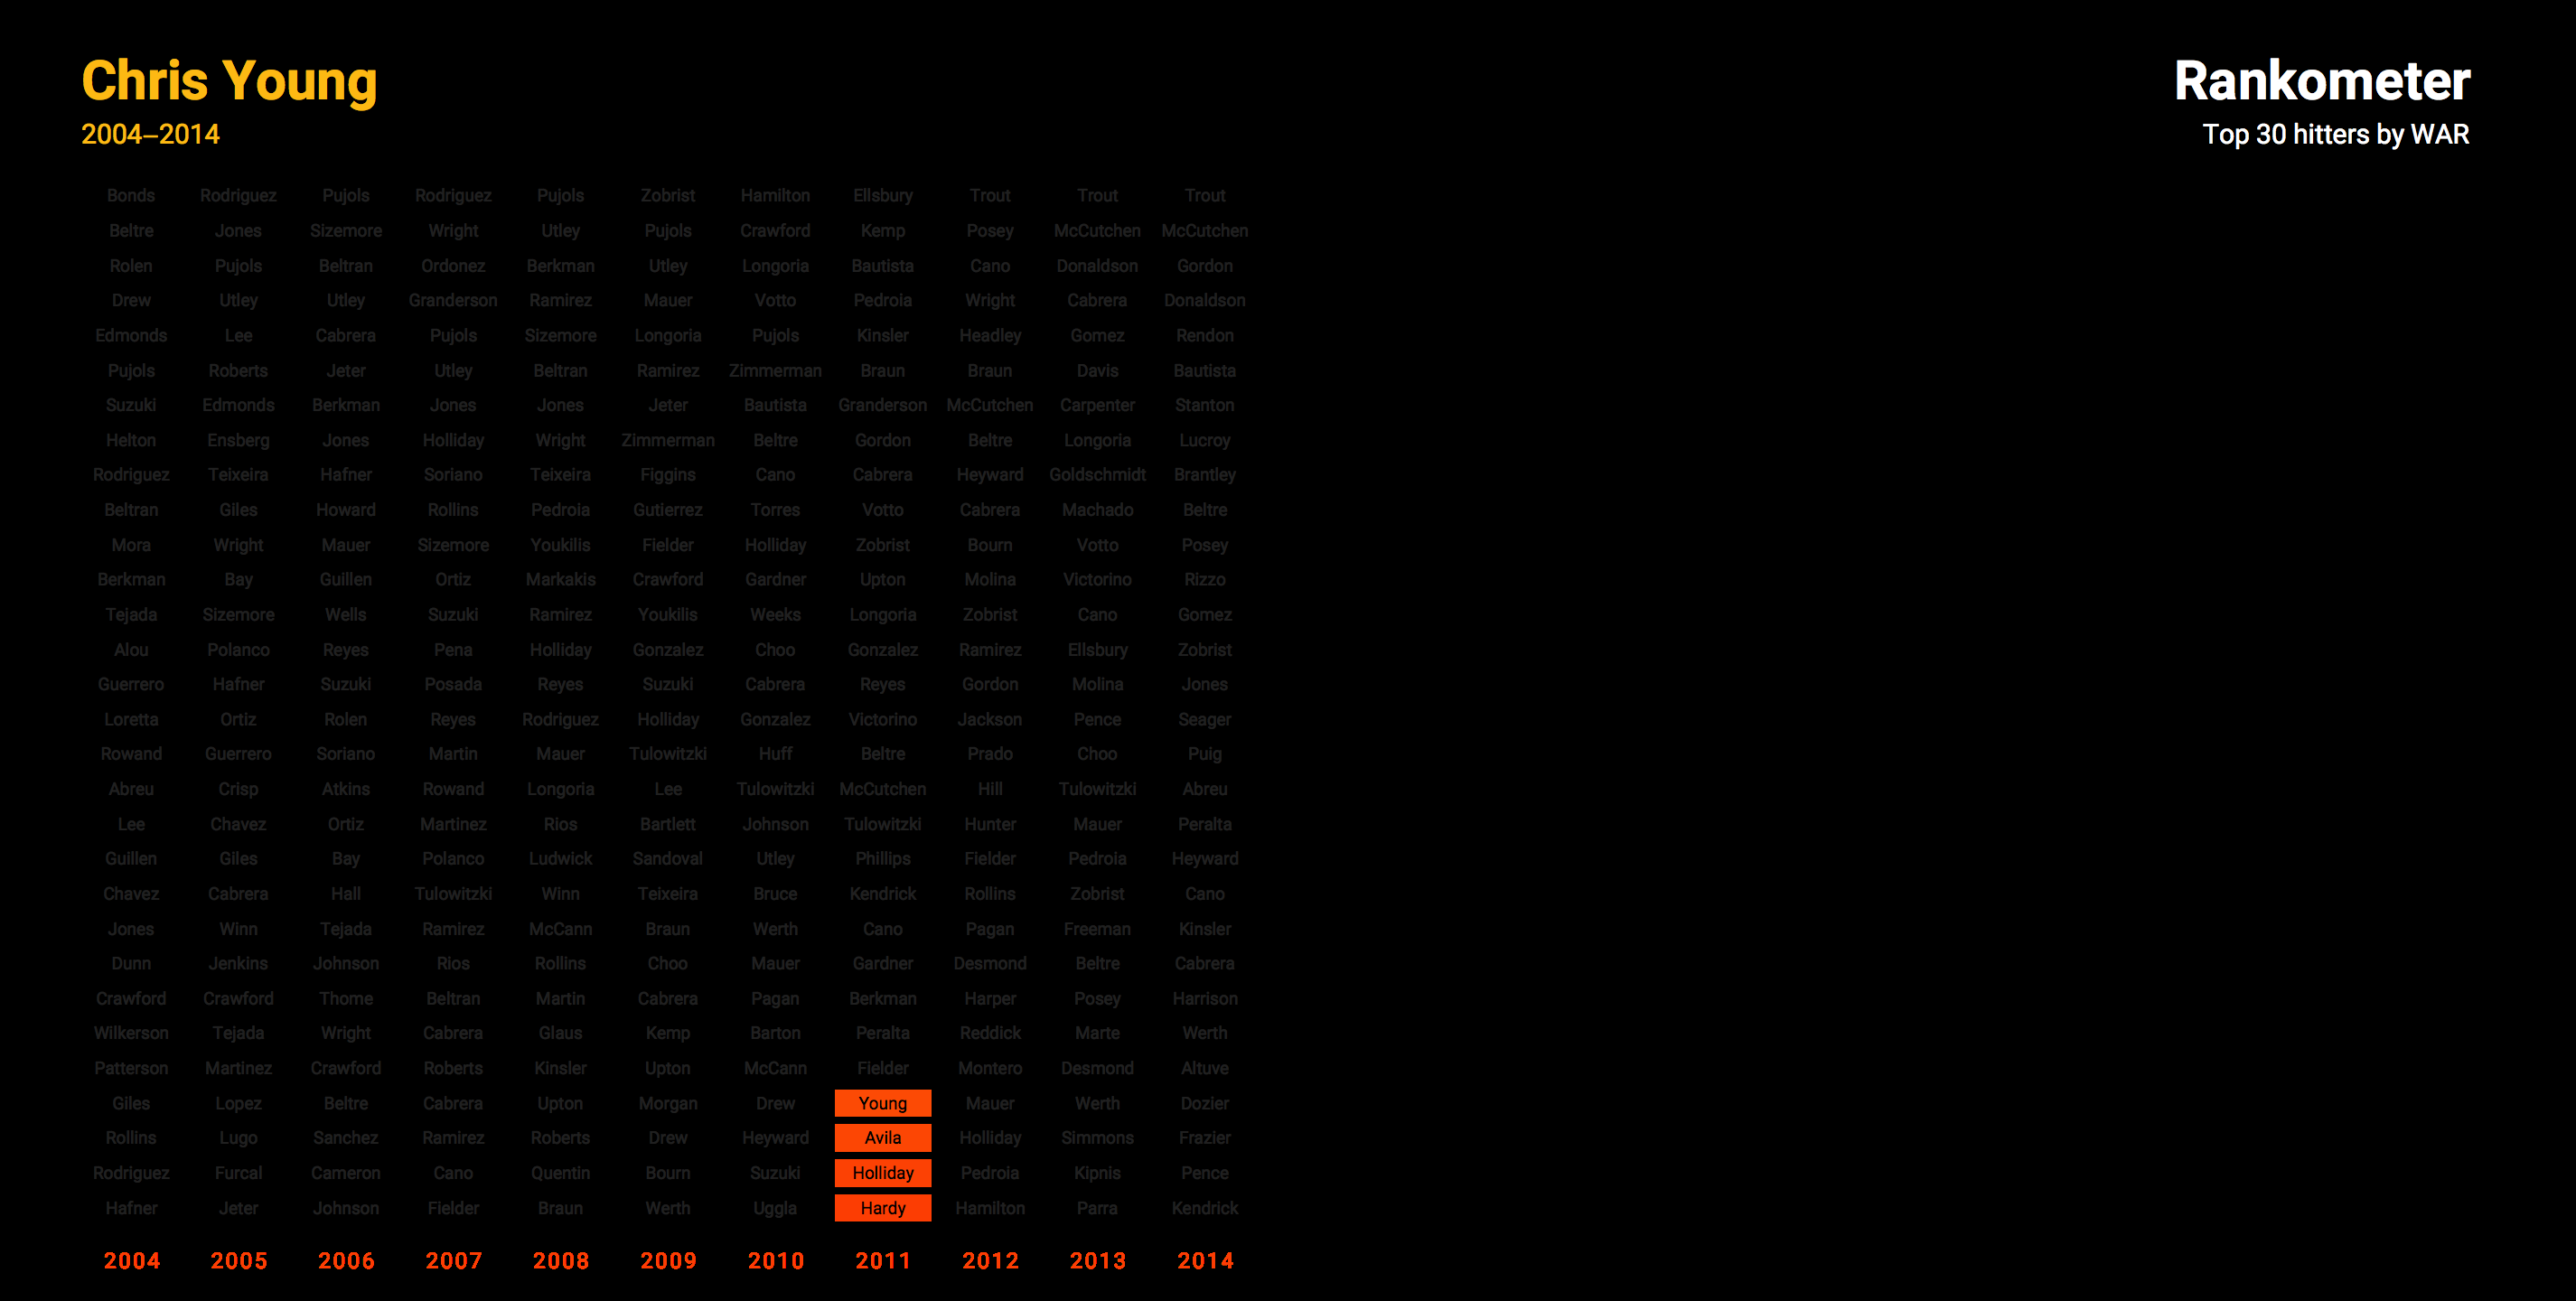 Chris Young
2004–2014
Rankometer
Top 30 hitters by WAR
Bonds Rodriguez Pujols Rodriguez Pujols Zobrist Hamilton Ellsbury Trout Trout Trout
Beltre Jones Sizemore Wright Utley Pujols Crawford Kemp Posey McCutchen McCutchen
Rolen Pujols Beltran Ordonez Berkman Utley Longoria Bautista Cano Donaldson Gordon
Drew Utley Utley Granderson Ramirez Mauer Votto Pedroia Wright Cabrera Donaldson
Edmonds Lee Cabrera Pujols Sizemore Longoria Pujols Kinsler Headley Gomez Rendon
Pujols Roberts Jeter Utley Beltran Ramirez Zimmerman Braun Braun Davis Bautista
Suzuki Edmonds Berkman Jones Jones Jeter Bautista Granderson McCutchen Carpenter Stanton
Helton Ensberg Jones Holliday Wright Zimmerman Beltre Gordon Beltre Longoria Lucroy
Rodriguez Teixeira Hafner Soriano Teixeira Figgins Cano Cabrera Heyward Goldschmidt Brantley
Beltran Giles Howard Rollins Pedroia Gutierrez Torres Votto Cabrera Machado Beltre
Mora Wright Mauer Sizemore Youkilis Fielder Holliday Zobrist Bourn Votto Posey
Berkman Bay Guillen Ortiz Markakis Crawford Gardner Upton Molina Victorino Rizzo
Tejada Sizemore Wells Suzuki Ramirez Youkilis Weeks Longoria Zobrist Cano Gomez
Alou Polanco Reyes Pena Holliday Gonzalez Choo Gonzalez Ramirez Ellsbury Zobrist
Guerrero Hafner Suzuki Posada Reyes Suzuki Cabrera Reyes Gordon Molina Jones
Loretta Ortiz Rolen Reyes Rodriguez Holliday Gonzalez Victorino Jackson Pence Seager
Rowand Guerrero Soriano Martin Mauer Tulowitzki Huff Beltre Prado Choo Puig
Abreu Crisp Atkins Rowand Longoria Lee Tulowitzki McCutchen Hill Tulowitzki Abreu
Lee Chavez Ortiz Martinez Rios Bartlett Johnson Tulowitzki Hunter Mauer Peralta
Guillen Giles Bay Polanco Ludwick Sandoval Utley Phillips Fielder Pedroia Heyward
Chavez Cabrera Hall Tulowitzki Winn Teixeira Bruce Kendrick Rollins Zobrist Cano
Jones Winn Tejada Ramirez McCann Braun Werth Cano Pagan Freeman Kinsler
Dunn Jenkins Johnson Rios Rollins Choo Mauer Gardner Desmond Beltre Cabrera
Crawford Crawford Thome Beltran Martin Cabrera Pagan Berkman Harper Posey Harrison
Wilkerson Tejada Wright Cabrera Glaus Kemp Barton Peralta Reddick Marte Werth
Patterson Martinez Crawford Roberts Kinsler Upton McCann Fielder Montero Desmond Altuve
Giles Lopez Beltre Cabrera Upton Morgan Drew Young Mauer Werth Dozier
Rollins Lugo Sanchez Ramirez Roberts Drew Heyward Avila Holliday Simmons Frazier
Rodriguez Furcal Cameron Cano Quentin Bourn Suzuki Holliday Pedroia Kipnis Pence
Hafner Jeter Johnson Fielder Braun Werth Uggla Hardy Hamilton Parra Kendrick
2004 2005 2006 2007 2008 2009 2010 2011 2012 2013 2014